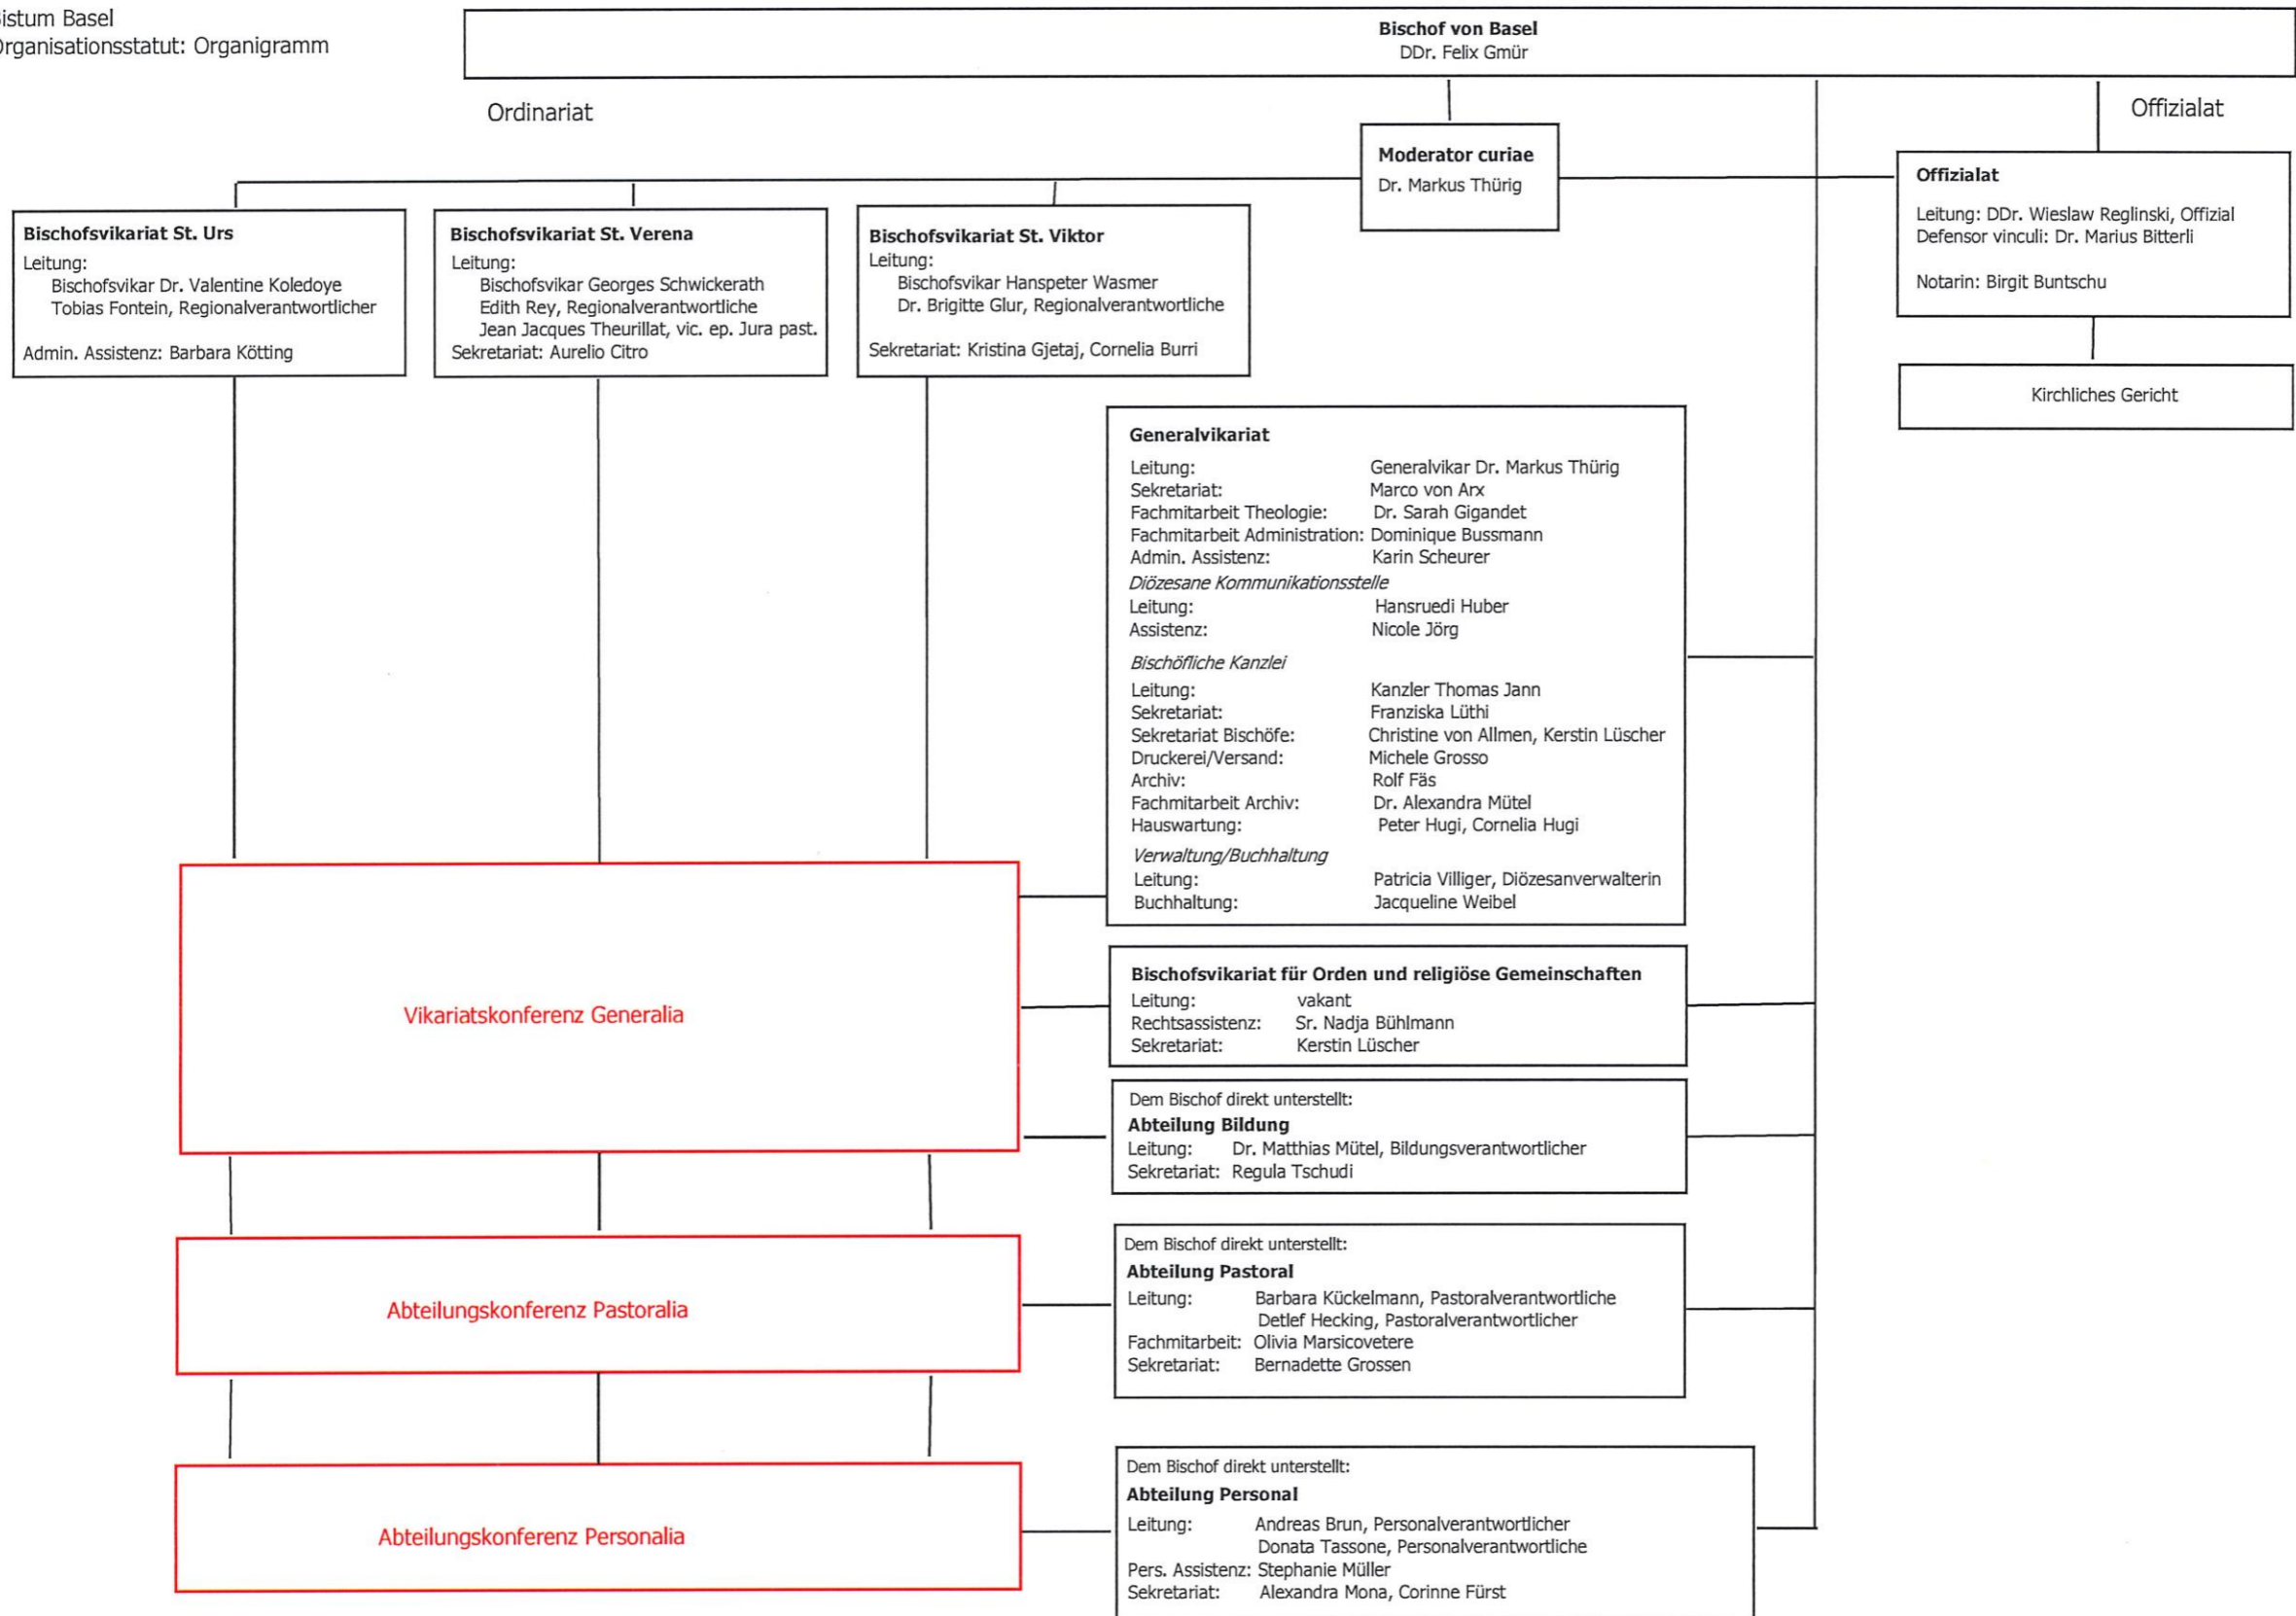 istum Basel
Organisationsstatut: Organigramm
Bischof von Basel
DDr. Felix Gmür
Ordinariat
Offizialat
Moderator curiae
Dr. Markus Thürig
Offizialat
Leitung: DDr. Wieslaw Reglinski, Offizial
Defensor vinculi: Dr. Marius Bitterli
Notarin: Birgit Buntschu
Kirchliches Gericht
Bischofsvikariat St. Urs
Leitung:
Bischofsvikar Dr. Valentine Koledoye
Tobias Fontein, Regionalverantwortlicher
Admin. Assistenz: Barbara Kötting
Bischofsvikariat St. Verena
Leitung:
Bischofsvikar Georges Schwickerath
Edith Rey, Regionalverantwortliche
Jean Jacques Theurillat, vic. ep. Jura past.
Sekretariat: Aurelio Citro
Bischofsvikariat St. Viktor
Leitung:
Bischofsvikar Hanspeter Wasmer
Dr. Brigitte Glur, Regionalverantwortliche
Sekretariat: Kristina Gjetaj, Cornelia Burri
Generalvikariat
Leitung: Generalvikar Dr. Markus Thürig
Sekretariat: Marco von Arx
Fachmitarbeit Theologie: Dr. Sarah Gigandet
Fachmitarbeit Administration: Dominique Bussmann
Admin. Assistenz: Karin Scheurer
Diözesane Kommunikationsstelle
Leitung: Hansruedi Huber
Assistenz: Nicole Jörg
Bischöfliche Kanzlei
Leitung: Kanzler Thomas Jann
Sekretariat: Franziska Lüthi
Sekretariat Bischöfe: Christine von Allmen, Kerstin Lüscher
Druckerei/Versand: Michele Grosso
Archiv: Rolf Fäs
Fachmitarbeit Archiv: Dr. Alexandra Mütel
Hauswartung: Peter Hugi, Cornelia Hugi
Verwaltung/Buchhaltung
Leitung: Patricia Villiger, Diözesanverwalterin
Buchhaltung: Jacqueline Weibel
Vikariatskonferenz Generalia
Bischofsvikariat für Orden und religiöse Gemeinschaften
Leitung: vakant
Rechtsassistenz: Sr. Nadja Bühlmann
Sekretariat: Kerstin Lüscher
Dem Bischof direkt unterstellt:
Abteilung Bildung
Leitung: Dr. Matthias Mütel, Bildungsverantwortlicher
Sekretariat: Regula Tschudi
Abteilungskonferenz Pastoralia
Dem Bischof direkt unterstellt:
Abteilung Pastoral
Leitung: Barbara Kückelmann, Pastoralverantwortliche
Detlef Hecking, Pastoralverantwortlicher
Fachmitarbeit: Olivia Marsicovetere
Sekretariat: Bernadette Grossen
Abteilungskonferenz Personalia
Dem Bischof direkt unterstellt:
Abteilung Personal
Leitung: Andreas Brun, Personalverantwortlicher
Donata Tassone, Personalverantwortliche
Pers. Assistenz: Stephanie Müller
Sekretariat: Alexandra Mona, Corinne Fürst